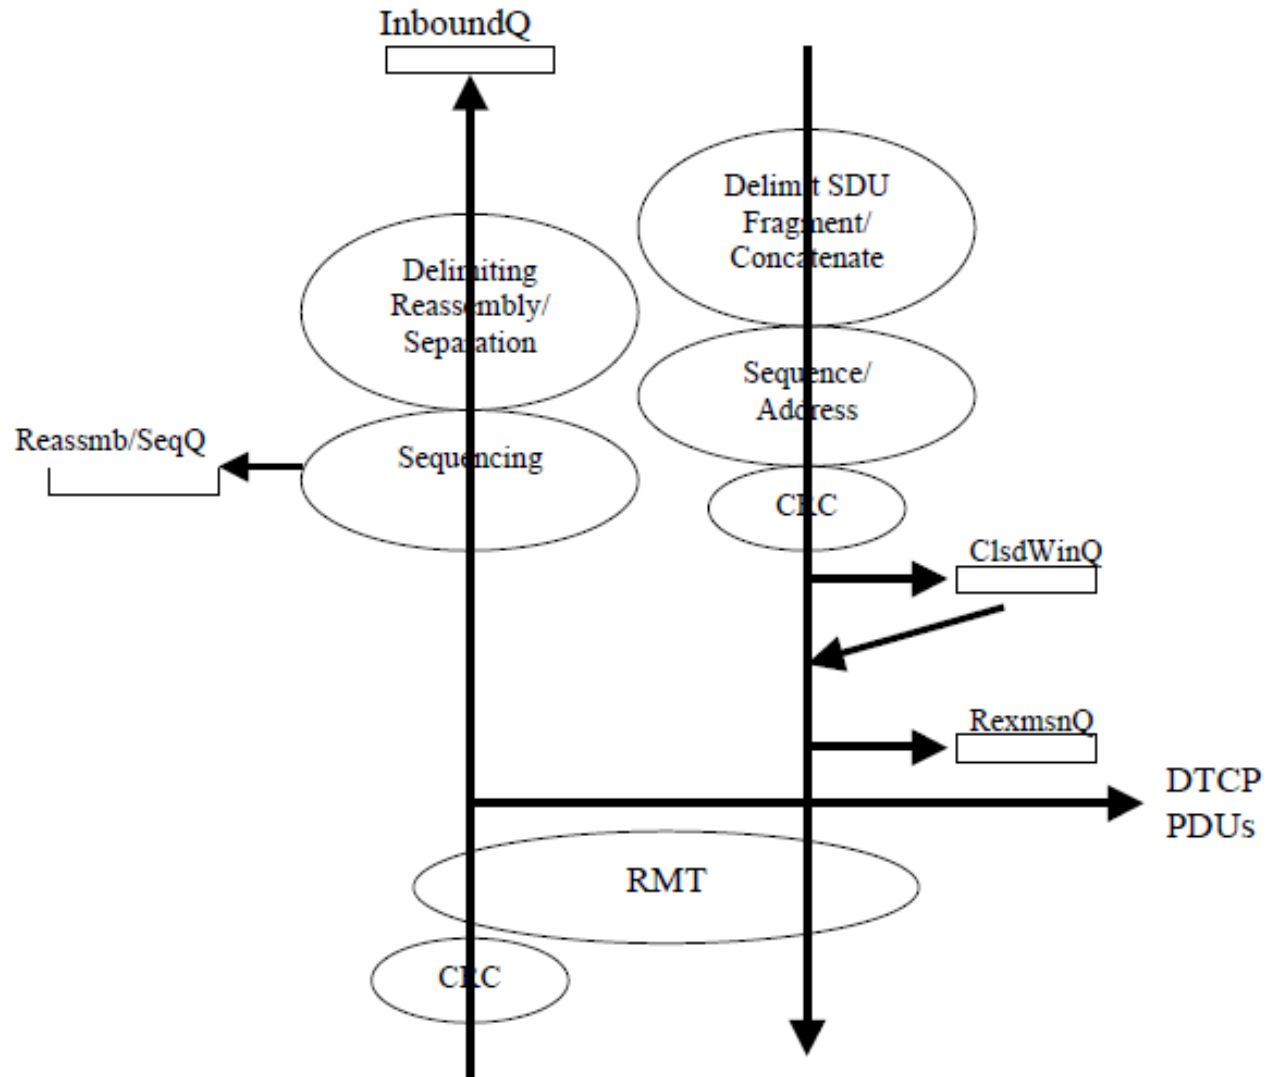 InboundQ
Delimit SDU
Fragment/
Concatenate
Delimiting
Reassembly/
Separation
Sequence/
Address
Reassmb/SeqQ
Sequencing
CRC
ClsdWinQ
RexmsnQ
DTCP
PDUs
RMT
CRC